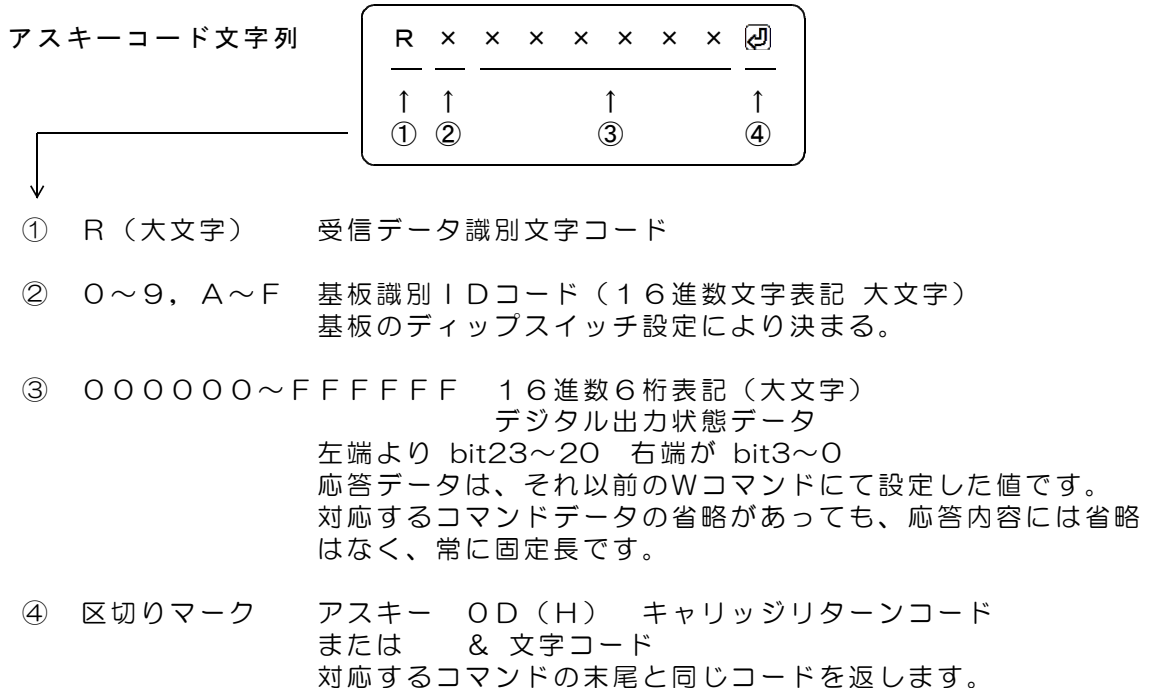 アスキーコード文字列　　R × × × × × × × ↵
↑ ↑ ↑ ↑
① ② ③ ④
①　R（大文字）　　受信データ識別文字コード
②　0～9，A～F　基板識別IDコード（16進数文字表記 大文字）
基板のディップスイッチ設定により決まる。
③　000000～FFFFFF　16進数6桁表記（大文字）
デジタル出力状態データ
左端より bit23～20　右端が bit3～0
応答データは、それ以前のWコマンドにて設定した値です。
対応するコマンドデータの省略があっても、応答内容には省略
はなく、常に固定長です。
④　区切りマーク　　アスキー　0D（H）　キャリッジリターンコード
または　　& 文字コード
対応するコマンドの末尾と同じコードを返します。